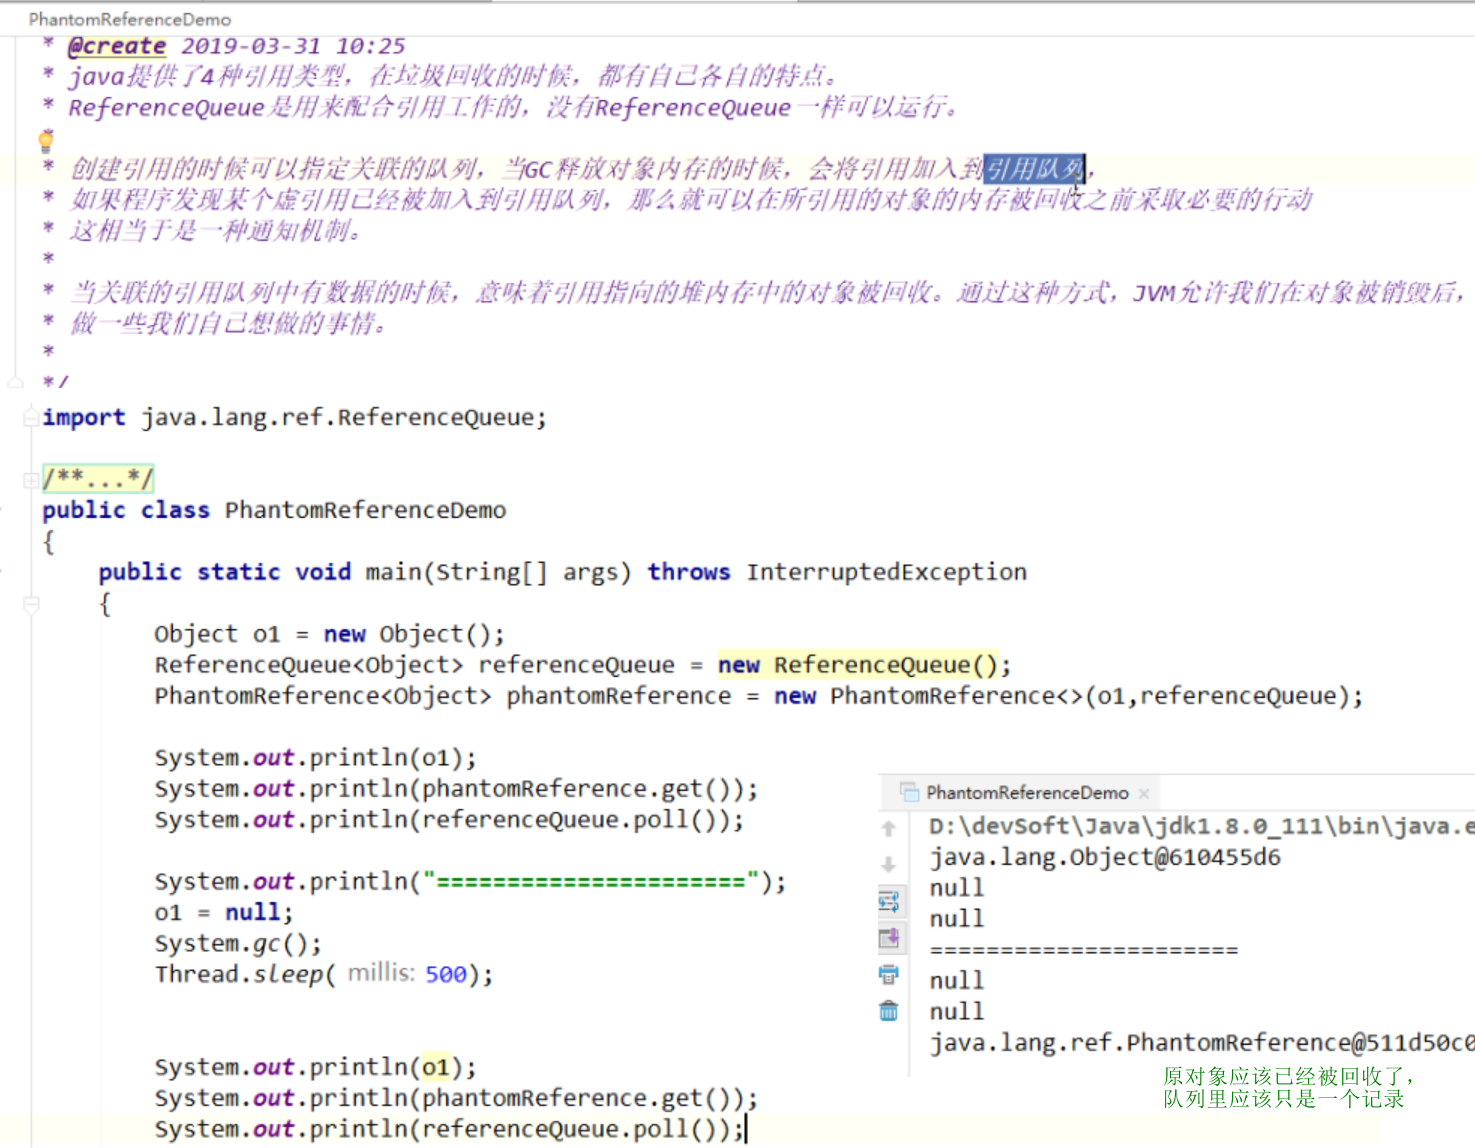 PhantomReferenceDemo
* @create 2019-03-31 10:25
* java提供了4种引用类型，在垃圾回收的时候，都有自己各自的特点。
* ReferenceQueue是用来配合引用工作的，没有ReferenceQueue一样可以运行。
*
* 创建引用的时候可以指定关联的队列，当GC释放对象内存的时候，会将引用加入到引用队列，
* 如果程序发现某个虚引用已经被加入到引用队列，那么就可以在所引用的对象的内存被回收之前采取必要的行动
* 这相当于是一种通知机制。
*
* 当关联的引用队列中有数据的时候，意味着引用指向的堆内存中的对象被回收。通过这种方式，JVM允许我们在对象被销毁后，
* 做一些我们自己想做的事情。
*
*/
import java.lang.ref.ReferenceQueue;
/**...*/
public class PhantomReferenceDemo
{
public static void main(String[] args) throws InterruptedException
{
Object o1 = new Object();
ReferenceQueue<Object> referenceQueue = new ReferenceQueue();
PhantomReference<Object> phantomReference = new PhantomReference<>(o1,referenceQueue);
System.out.println(o1);
System.out.println(phantomReference.get());
System.out.println(referenceQueue.poll());
System.out.println("======================");
o1 = null;
System.gc();
Thread.sleep( millis: 500);
System.out.println(o1);
System.out.println(phantomReference.get());
System.out.println(referenceQueue.poll());
PhantomReferenceDemo ×
D:\devSoft\Java\jdk1.8.0_111\bin\java.e
java.lang.Object@610455d6
null
null
======================
null
null
java.lang.ref.PhantomReference@511d50c0
原对象应该已经被回收了，
队列里应该只是一个记录